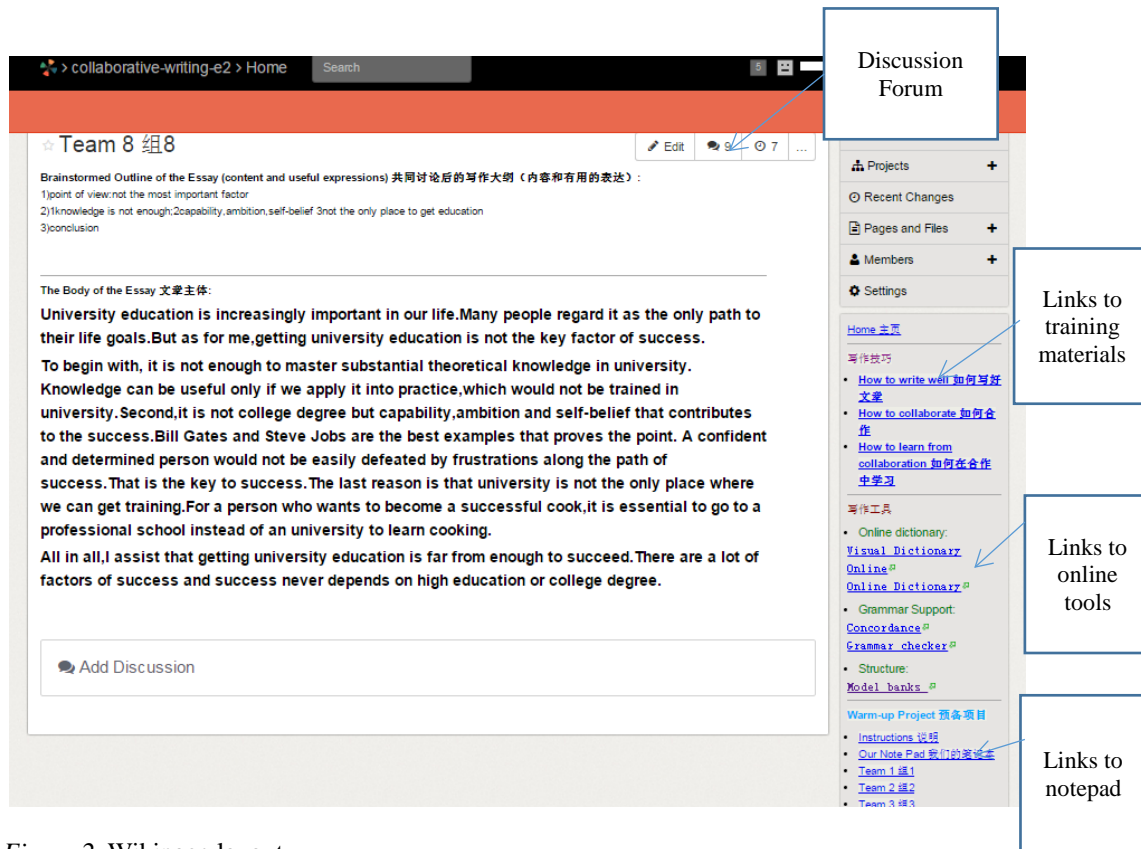 > collaborative-writing-e2 > Home
Search
5
Discussion
Forum
Team 8 组8
Edit
9
7
...
Brainstormed Outline of the Essay (content and useful expressions) 共同讨论后的写作大纲（内容和有用的表达）:
1)point of view:not the most important factor
2)1knowledge is not enough;2capability,ambition,self-belief 3not the only place to get education
3)conclusion
The Body of the Essay 文章主体:
University education is increasingly important in our life.Many people regard it as the only path to
their life goals.But as for me,getting university education is not the key factor of success.
To begin with, it is not enough to master substantial theoretical knowledge in university.
Knowledge can be useful only if we apply it into practice,which would not be trained in
university.Second,it is not college degree but capability,ambition and self-belief that contributes
to the success.Bill Gates and Steve Jobs are the best examples that proves the point. A confident
and determined person would not be easily defeated by frustrations along the path of
success.That is the key to success.The last reason is that university is not the only place where
we can get training.For a person who wants to become a successful cook,it is essential to go to a
professional school instead of an university to learn cooking.
All in all,I assist that getting university education is far from enough to succeed.There are a lot of
factors of success and success never depends on high education or college degree.
Add Discussion
Projects +
Recent Changes
Pages and Files +
Members +
Settings
Home 主页
写作技巧
• How to write well 如何写好
文章
• How to collaborate 如何合
作
• How to learn from
collaboration 如何在合作
中学习
写作工具
• Online dictionary:
Visual Dictionary
Online
Online Dictionary
• Grammar Support:
Concordance
Grammar checker
• Structure:
Model banks
Warm-up Project 预备项目
• Instructions 说明
• Our Note Pad 我们的笔记本
• Team 1 组1
• Team 2 组2
• Team 3 组3
Links to
training
materials
Links to
online
tools
Links to
notepad